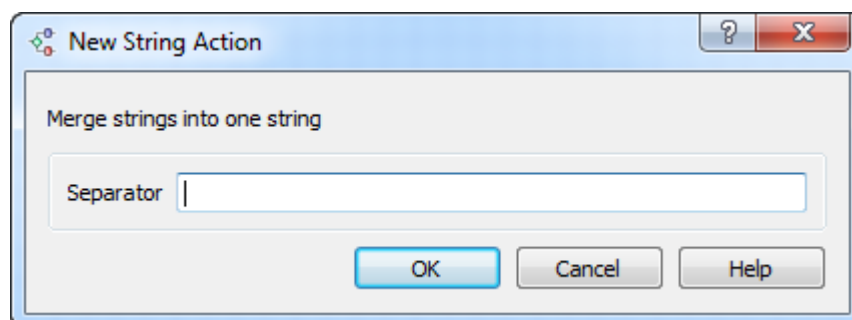 New String Action
Merge strings into one string
Separator
OK Cancel Help